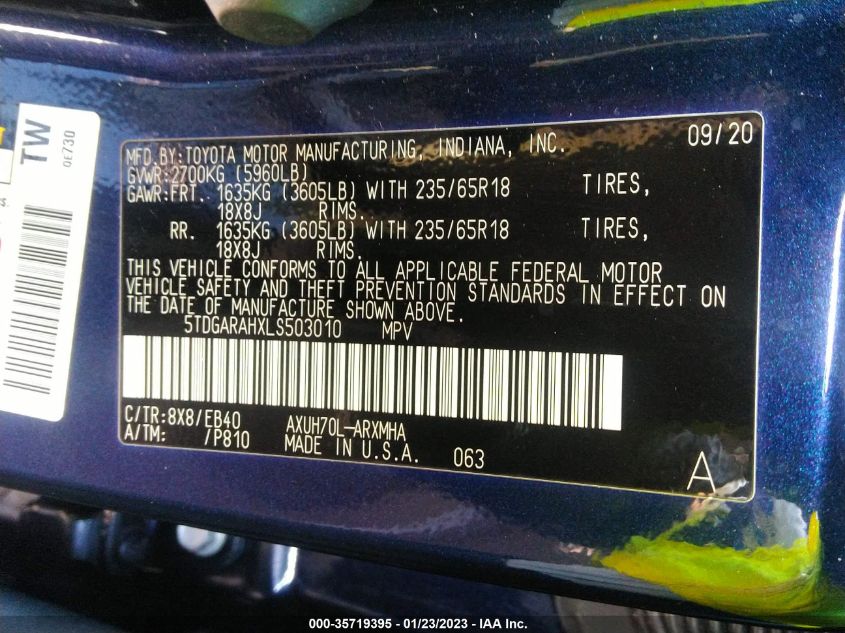 TW
QE730
MFD.BY:TOYOTA MOTOR MANUFACTURING, INDIANA, INC. 09/20
GVWR:2700KG (5960LB)
GAWR:FRT. 1635KG (3605LB) WITH 235/65R18 TIRES,
18X8J RIMS.
RR. 1635KG (3605LB) WITH 235/65R18 TIRES,
18X8J RIMS.
THIS VEHICLE CONFORMS TO ALL APPLICABLE FEDERAL MOTOR
VEHICLE SAFETY AND THEFT PREVENTION STANDARDS IN EFFECT ON
THE DATE OF MANUFACTURE SHOWN ABOVE.
5TDGARAHXLS503010 MPV
C/TR:8X8/EB40 AXUH70L-ARXMHA
A/TM: /P810 MADE IN U.S.A. 063
A
000-35719395 — 01/23/2023 — IAA Inc.